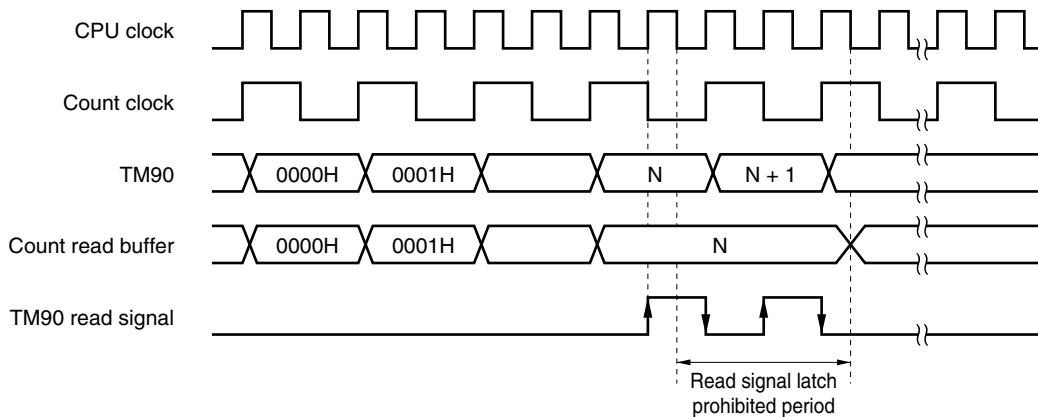 CPU clock
Count clock
TM90
0000H
0001H
N
N + 1
Count read buffer
0000H
0001H
N
TM90 read signal
Read signal latch
prohibited period